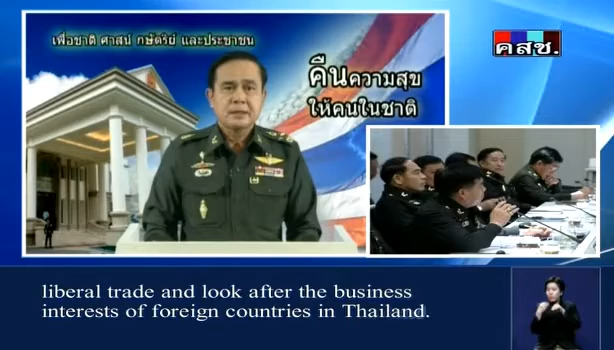 เพื่อชาติ ศาสน์ กษัตริย์ และประชาชน
คืนความสุข
ให้คนในชาติ
คสช.
liberal trade and look after the business
interests of foreign countries in Thailand.